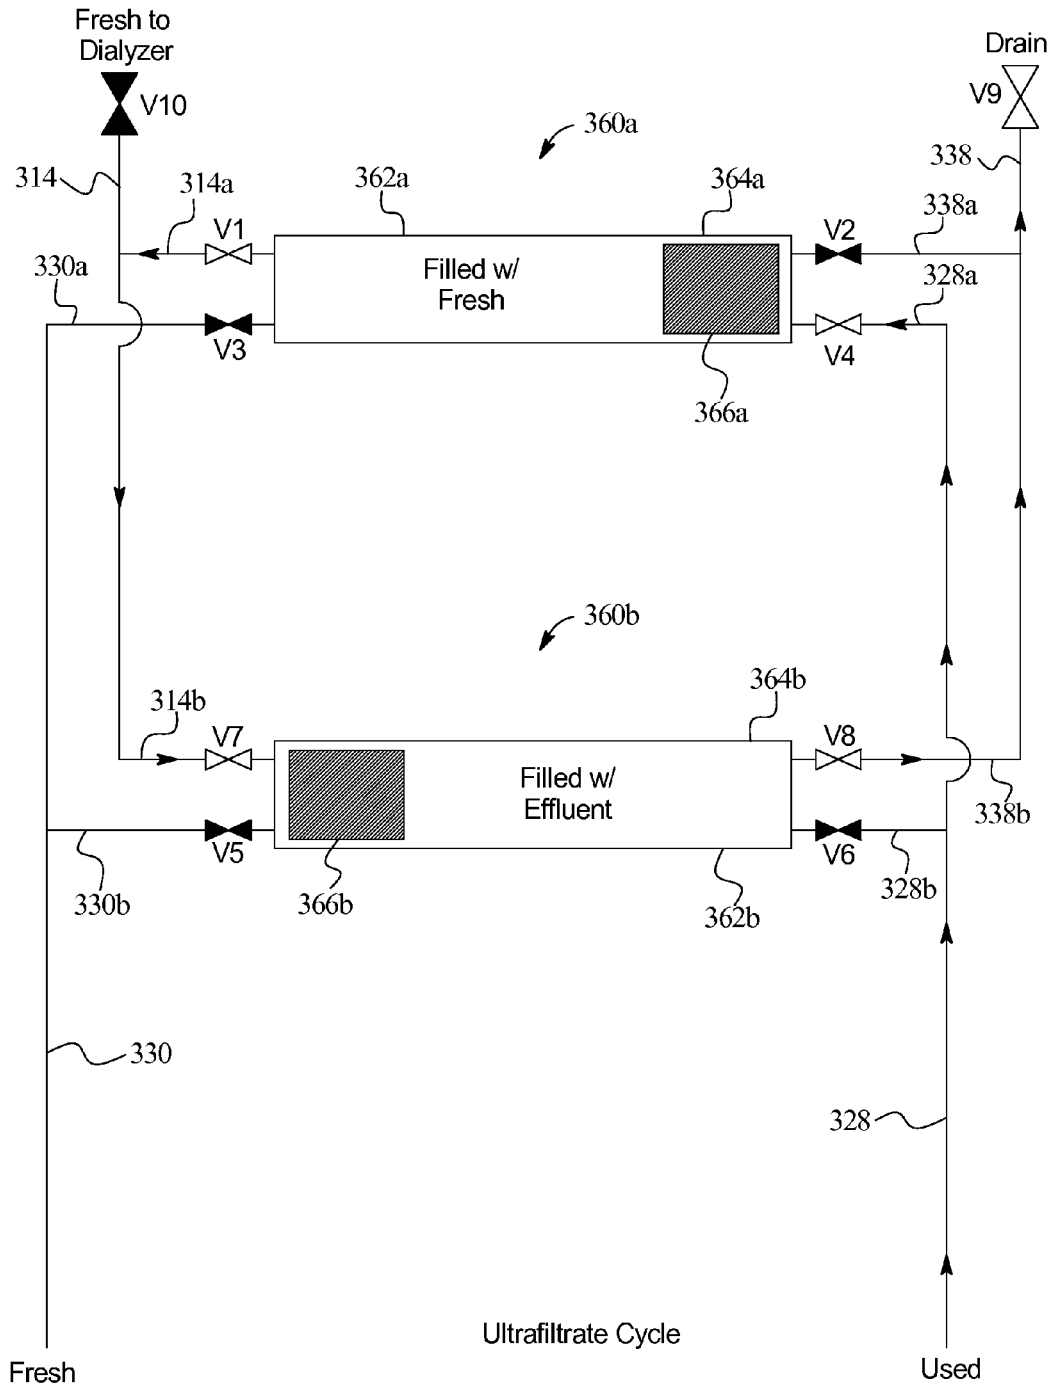 Fresh to
Dialyzer
Drain
V10
V9
360a
338
314
314a
362a
364a
338a
V1
V2
330a
Filled w/
Fresh
328a
V3
V4
366a
360b
364b
314b
V7
V8
Filled w/
Effluent
338b
V5
V6
330b
366b
362b
328b
330
328
Ultrafiltrate Cycle
Fresh
Used